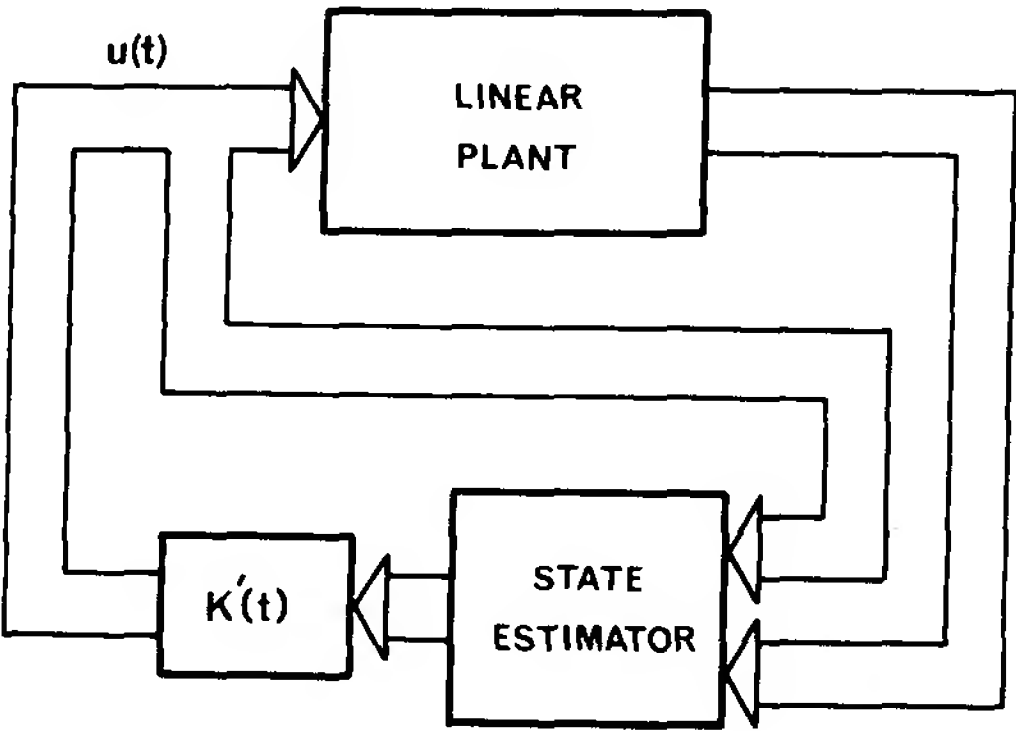 u(t)
LINEAR
PLANT
K'(t)
STATE
ESTIMATOR